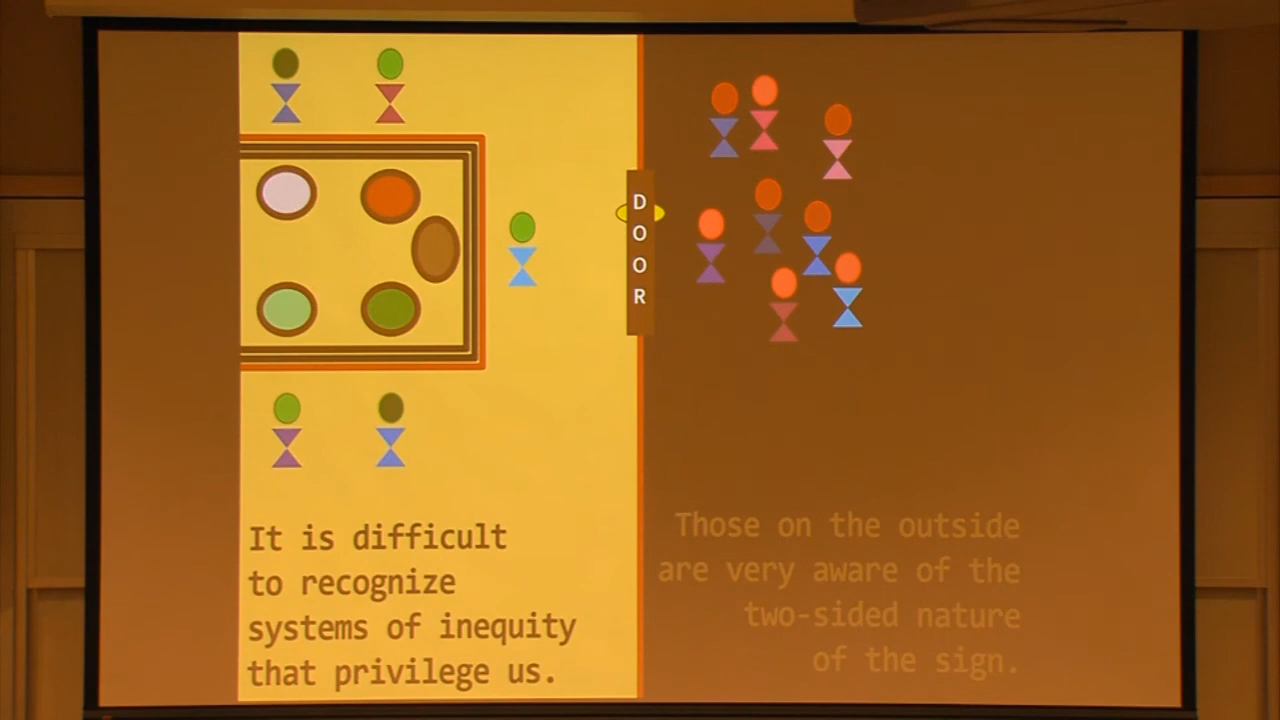 DOOR
It is difficult
to recognize
systems of inequity
that privilege us.
Those on the outside
are very aware of the
two-sided nature
of the sign.